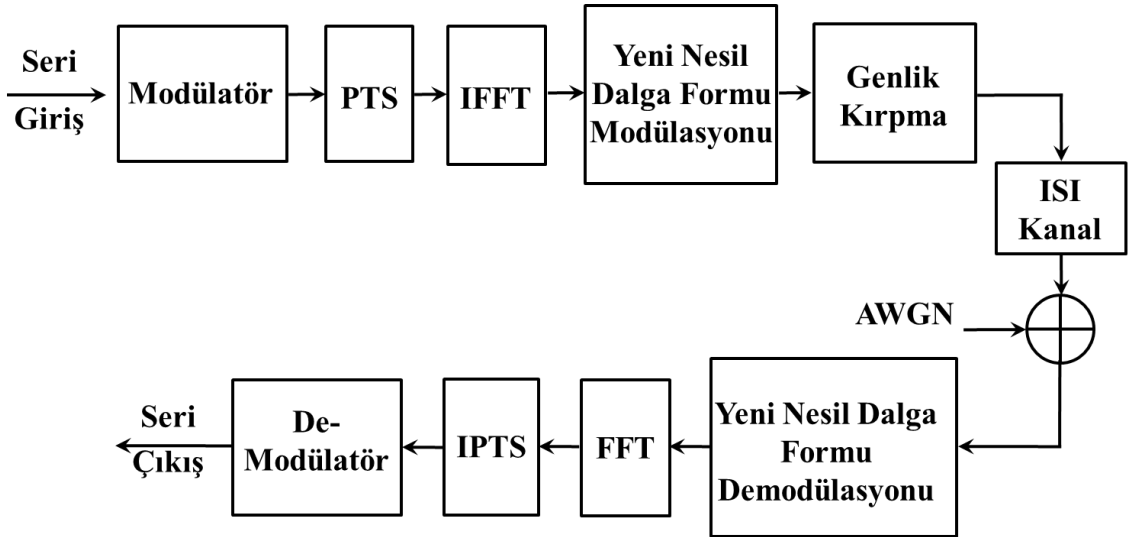 Seri
Giriş
Modülatör
PTS
IFFT
Yeni Nesil
Dalga Formu
Modülasyonu
Genlik
Kırpma
ISI
Kanal
AWGN
Yeni Nesil Dalga
Formu
Demodülasyonu
FFT
IPTS
De-
Modülatör
Seri
Çıkış